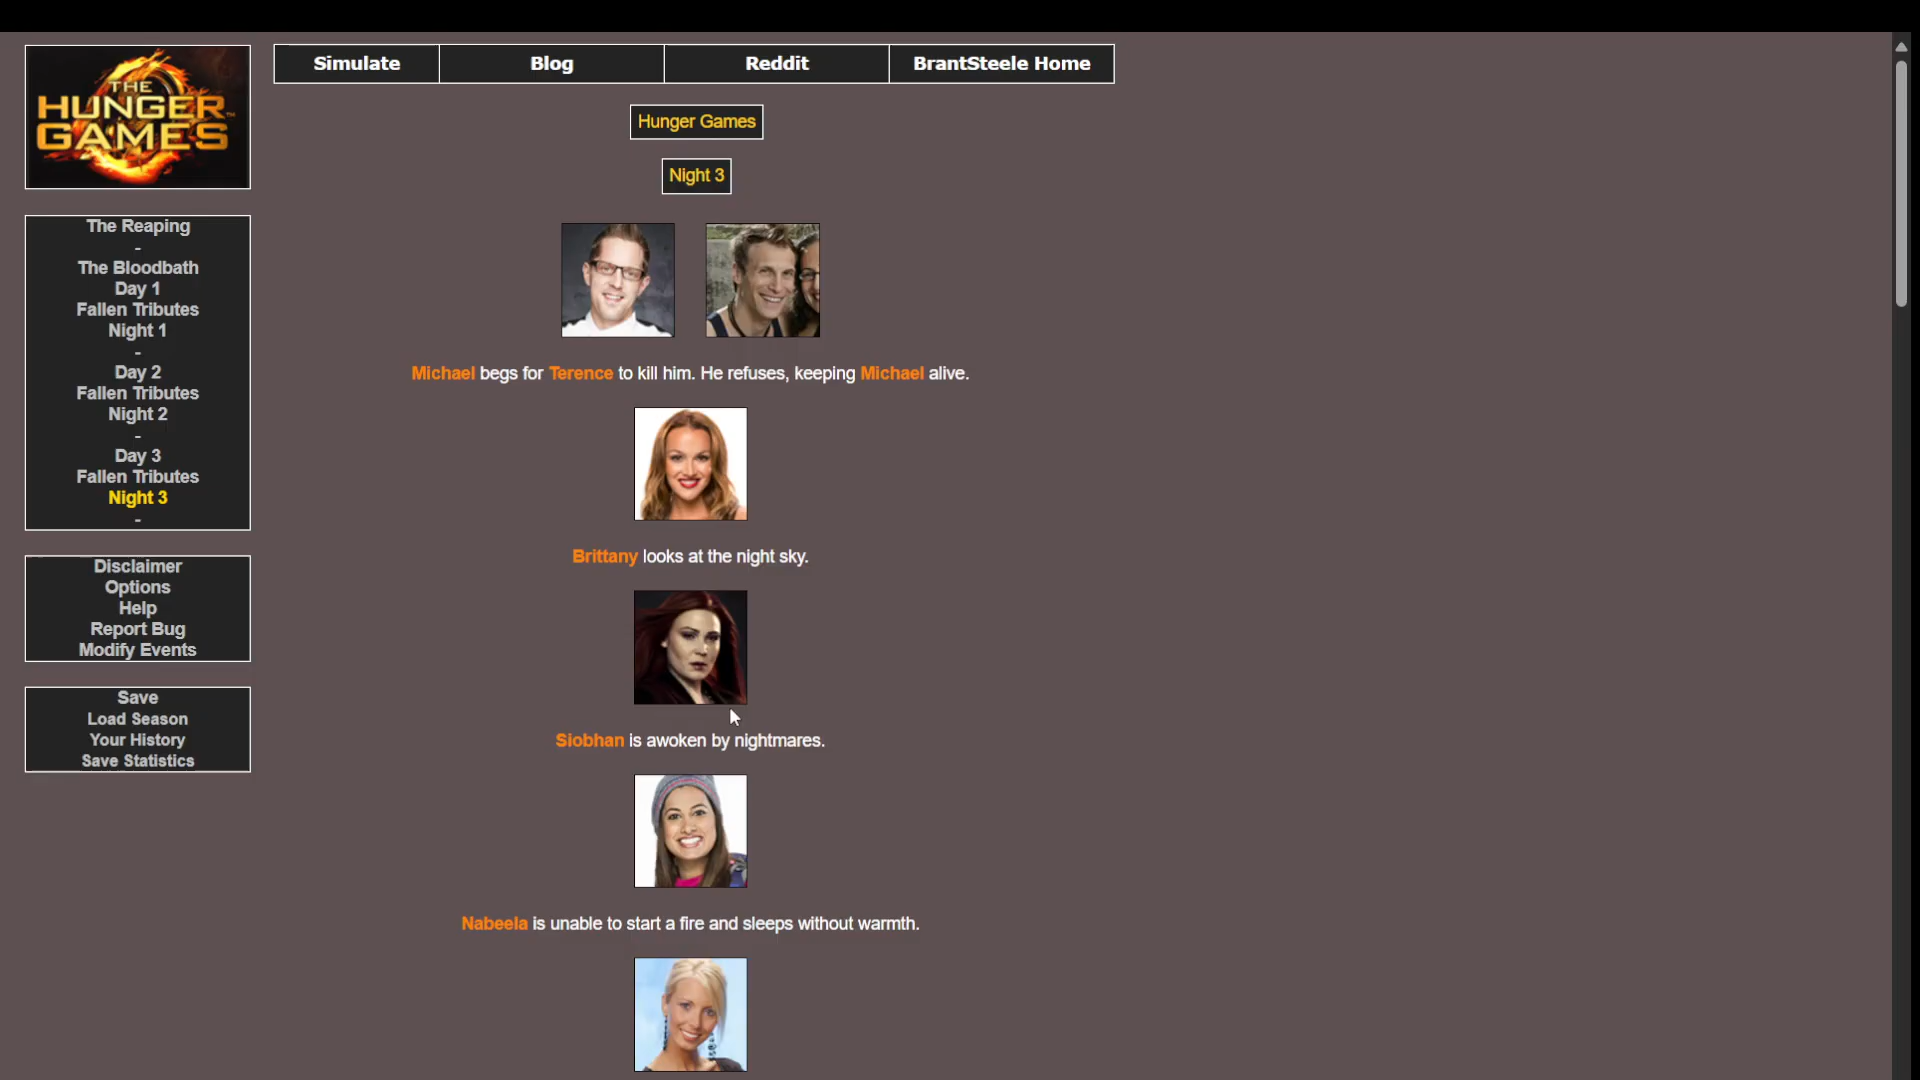 THE
HUNGER
GAMES
Simulate
Blog
Reddit
BrantSteele Home
Hunger Games
Night 3
The Reaping
-
The Bloodbath
Day 1
Fallen Tributes
Night 1
-
Day 2
Fallen Tributes
Night 2
-
Day 3
Fallen Tributes
Night 3
-
Disclaimer
Options
Help
Report Bug
Modify Events
Save
Load Season
Your History
Save Statistics
Michael begs for Terence to kill him. He refuses, keeping Michael alive.
Brittany looks at the night sky.
Siobhan is awoken by nightmares.
Nabeela is unable to start a fire and sleeps without warmth.